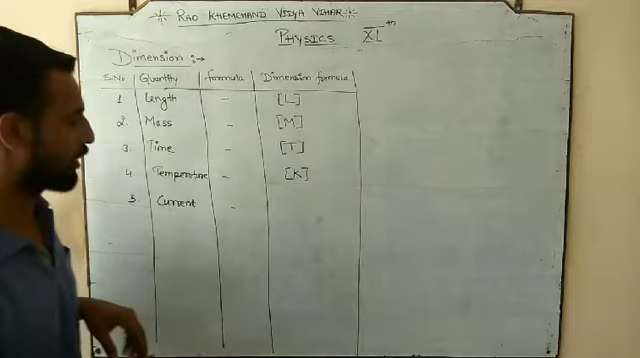 RAO KHEMCHAND VIDYA VIHAR
PHYSICS XI th
Dimension :→
S.No. Quantity formula Dimension formula
1 Length - [L]
2. Mass - [M]
3. Time - [T]
4. Temperature - [K]
5. Current -